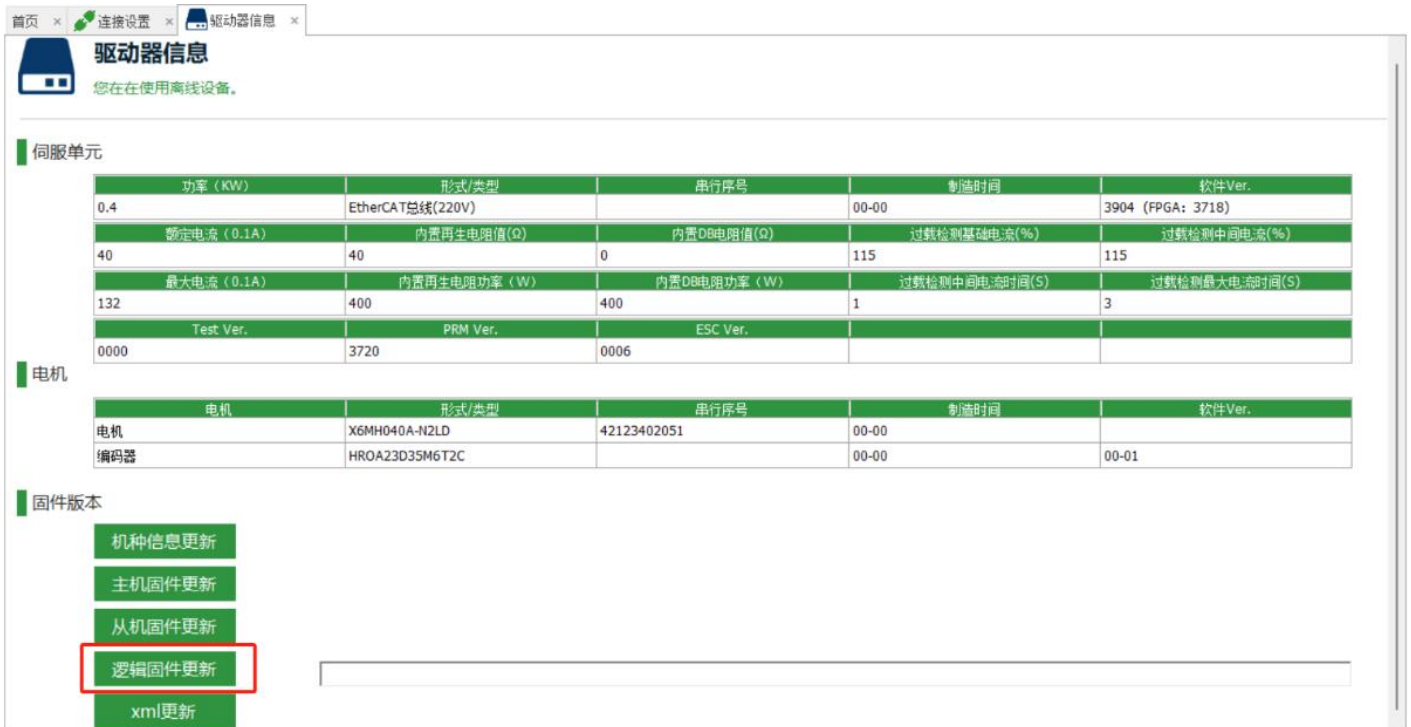 首页 × 连接设置 × 驱动器信息 ×
驱动器信息
您在在使用离线设备。
伺服单元
功率（KW） 形式/类型 串行序号 制造时间 软件Ver.
0.4 EtherCAT总线(220V) 00-00 3904 (FPGA: 3718)
额定电流（0.1A） 内置再生电阻值(Ω) 内置DB电阻值(Ω) 过载检测基础电流(%) 过载检测中间电流(%)
40 40 0 115 115
最大电流（0.1A） 内置再生电阻功率（W） 内置DB电阻功率（W） 过载检测中间电流时间(S) 过载检测最大电流时间(S)
132 400 400 1 3
Test Ver. PRM Ver. ESC Ver.
0000 3720 0006
电机
电机 形式/类型 串行序号 制造时间 软件Ver.
电机 X6MH040A-N2LD 42123402051 00-00
编码器 HROA23D35M6T2C 00-00 00-01
固件版本
机种信息更新
主机固件更新
从机固件更新
逻辑固件更新
xml更新